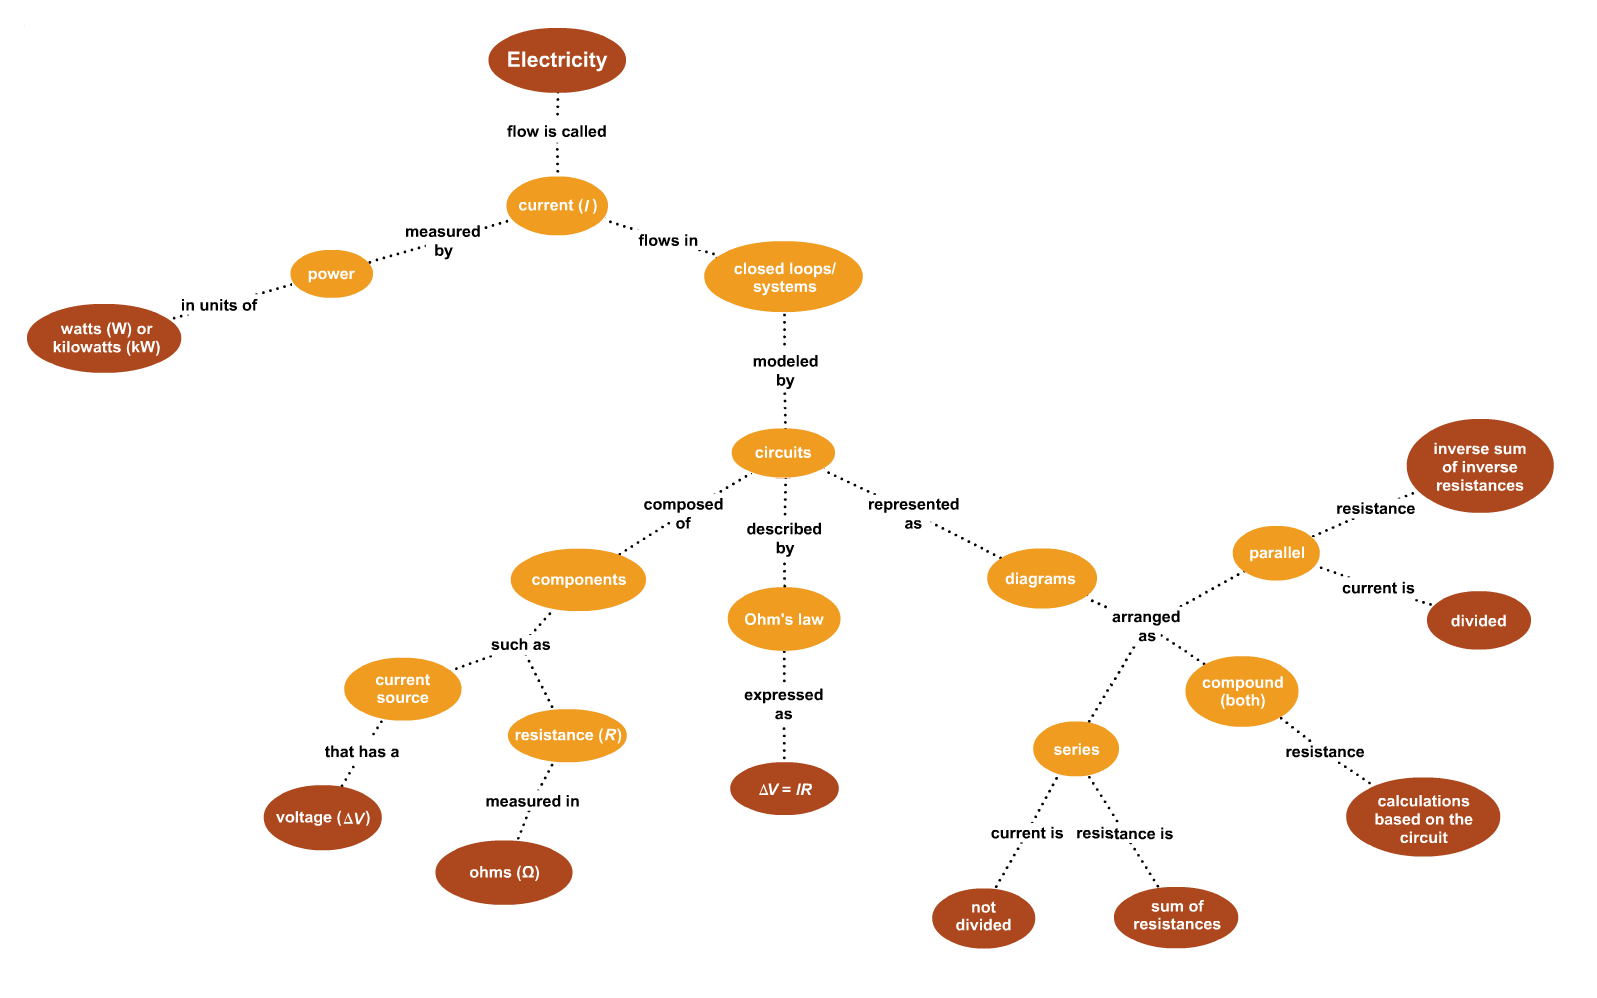 Electricity
flow is called
current (I)
measured
by
flows in
power
closed loops/
systems
in units of
watts (W) or
kilowatts (kW)
modeled
by
circuits
composed
of
described
by
represented
as
components
Ohm's law
diagrams
such as
current
source
resistance (R)
that has a
voltage (ΔV)
measured in
ohms (Ω)
expressed
as
ΔV = IR
arranged
as
parallel
resistance
inverse sum
of inverse
resistances
current is
divided
compound
(both)
resistance
calculations
based on the
circuit
series
current is
not
divided
resistance is
sum of
resistances